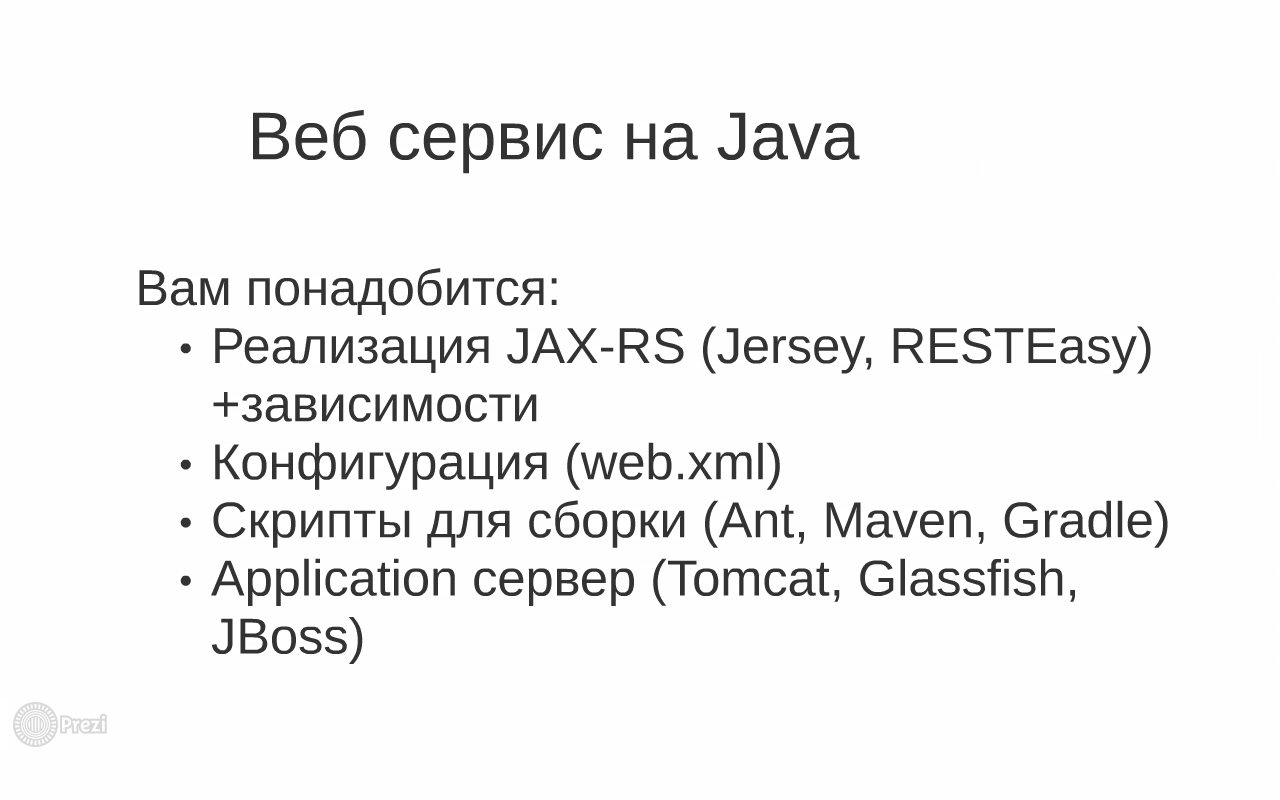 Веб сервис на Java
Вам понадобится:
• Реализация JAX-RS (Jersey, RESTEasy)
+зависимости
• Конфигурация (web.xml)
• Скрипты для сборки (Ant, Maven, Gradle)
• Application сервер (Tomcat, Glassfish,
JBoss)
Prezi